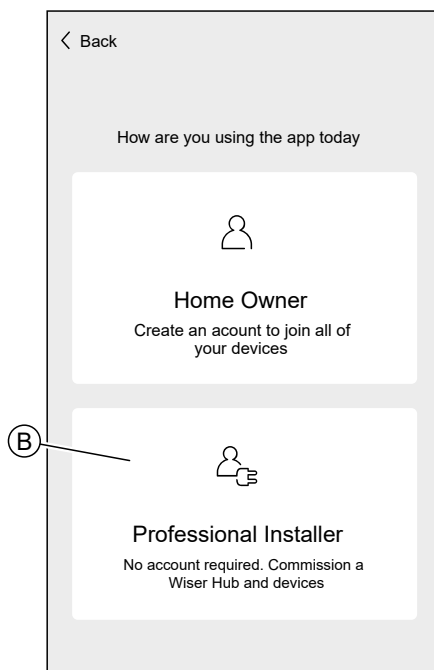 Back
How are you using the app today
Home Owner
Create an acount to join all of
your devices
B
Professional Installer
No account required. Commission a
Wiser Hub and devices